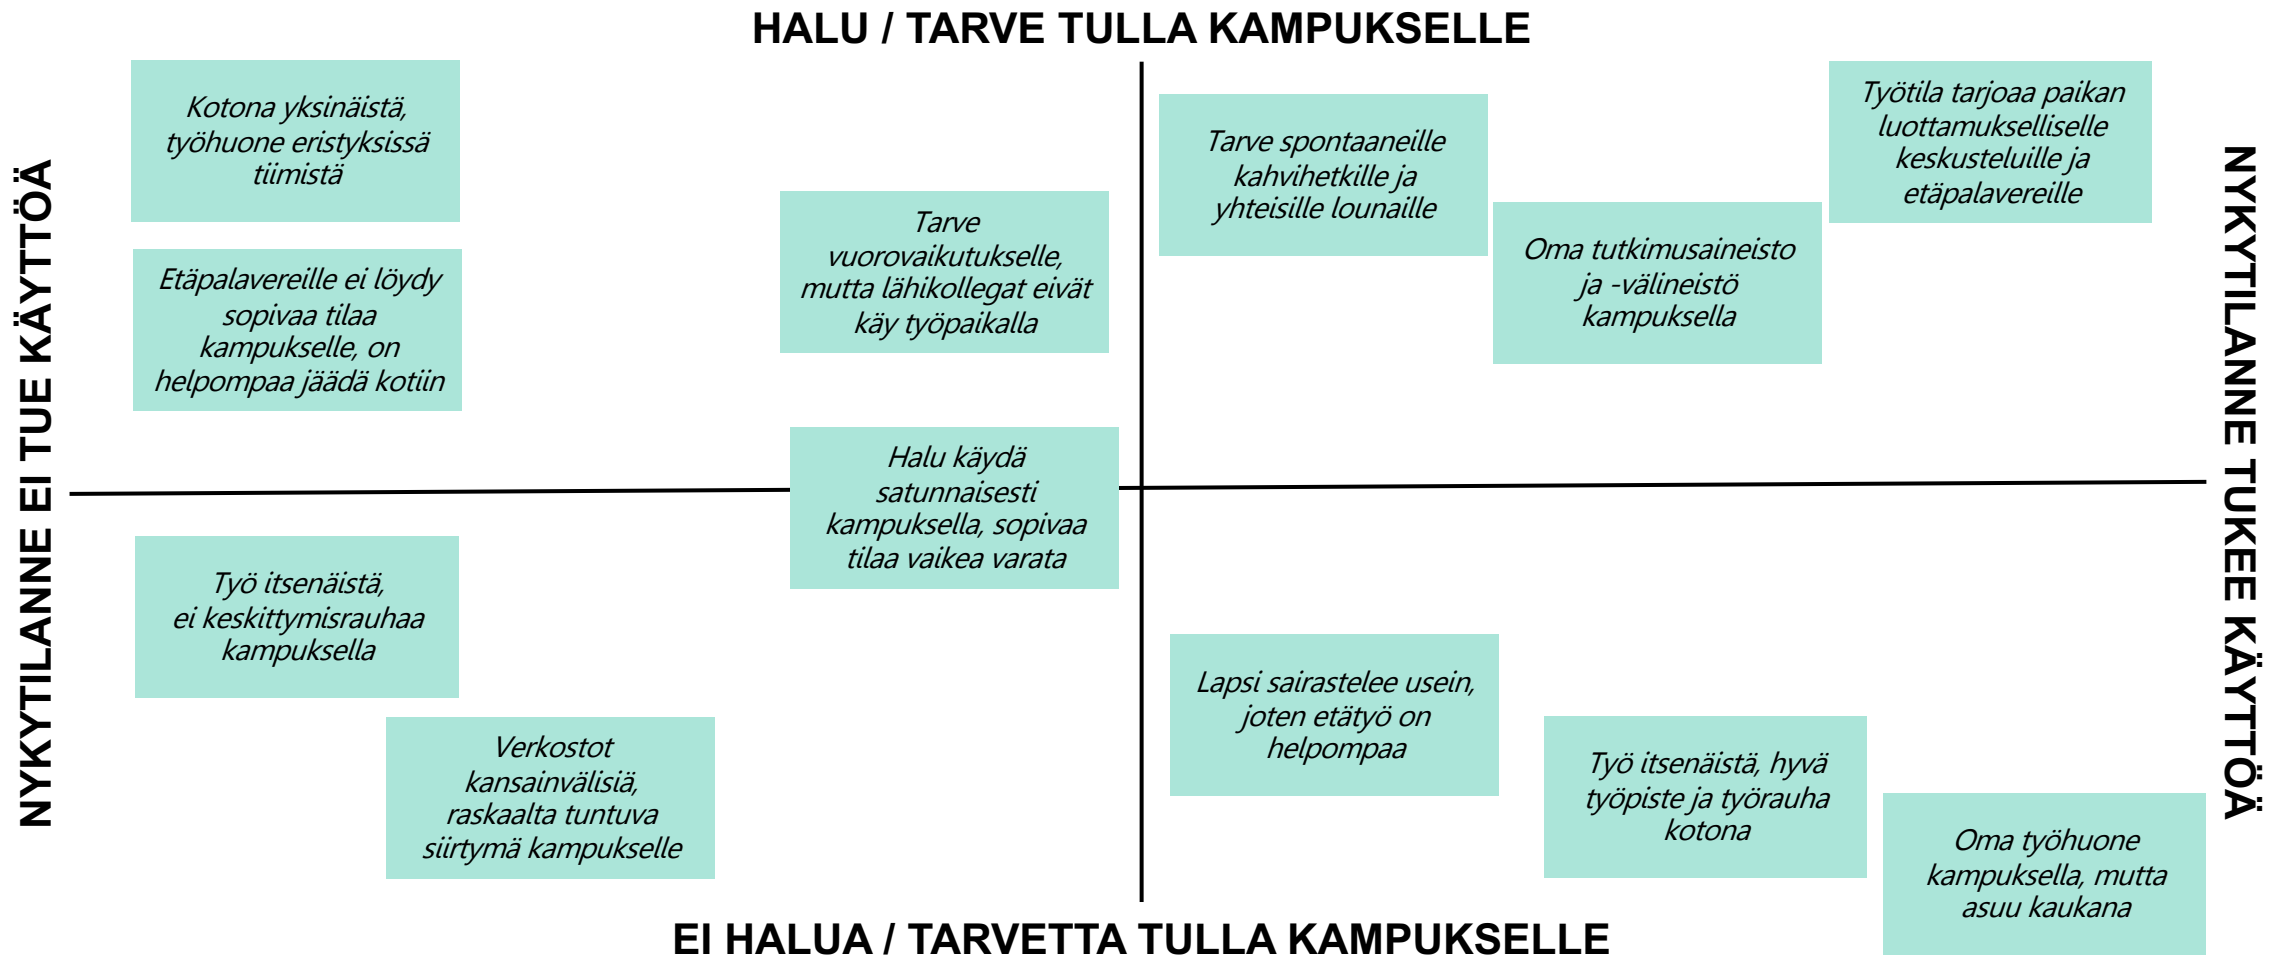 HALU / TARVE TULLA KAMPUKSELLE
NYKYTILANNE EI TUE KÄYTTÖÄ
Kotona yksinäistä,
työhuone eristyksissä
tiimistä
Etäpalavereille ei löydy
sopivaa tilaa
kampukselle, on
helpompaa jäädä kotiin
Tarve
vuorovaikutukselle,
mutta lähikollegat eivät
käy työpaikalla
Halu käydä
satunnaisesti
kampuksella, sopivaa
tilaa vaikea varata
Tarve spontaaneille
kahvihetkille ja
yhteisille lounaille
Oma tutkimusaineisto
ja -välineistö
kampuksella
Työtila tarjoaa paikan
luottamukselliselle
keskusteluille ja
etäpalavereille
NYKYTILANNE TUKEE KÄYTTÖÄ
Työ itsenäistä,
ei keskittymisrauhaa
kampuksella
Verkostot
kansainvälisiä,
raskaalta tuntuva
siirtymä kampukselle
Lapsi sairastelee usein,
joten etätyö on
helpompaa
Työ itsenäistä, hyvä
työpiste ja työrauha
kotona
Oma työhuone
kampuksella, mutta
asuu kaukana
EI HALUA / TARVETTA TULLA KAMPUKSELLE